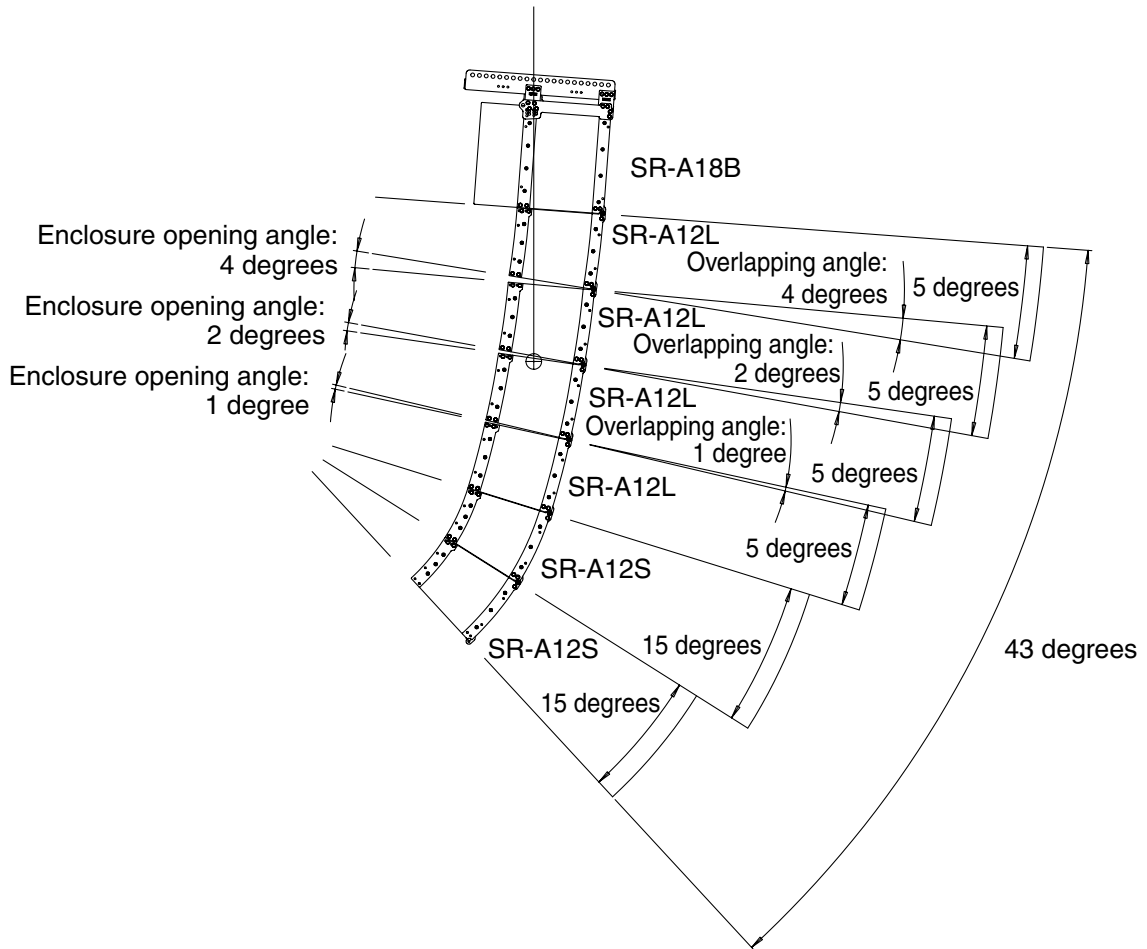 SR-A18B
SR-A12L
Enclosure opening angle:
4 degrees
Overlapping angle:
4 degrees
5 degrees
Enclosure opening angle:
2 degrees
SR-A12L
Overlapping angle:
2 degrees
5 degrees
Enclosure opening angle:
1 degree
SR-A12L
Overlapping angle:
1 degree
5 degrees
SR-A12L
5 degrees
SR-A12S
15 degrees
SR-A12S
15 degrees
43 degrees